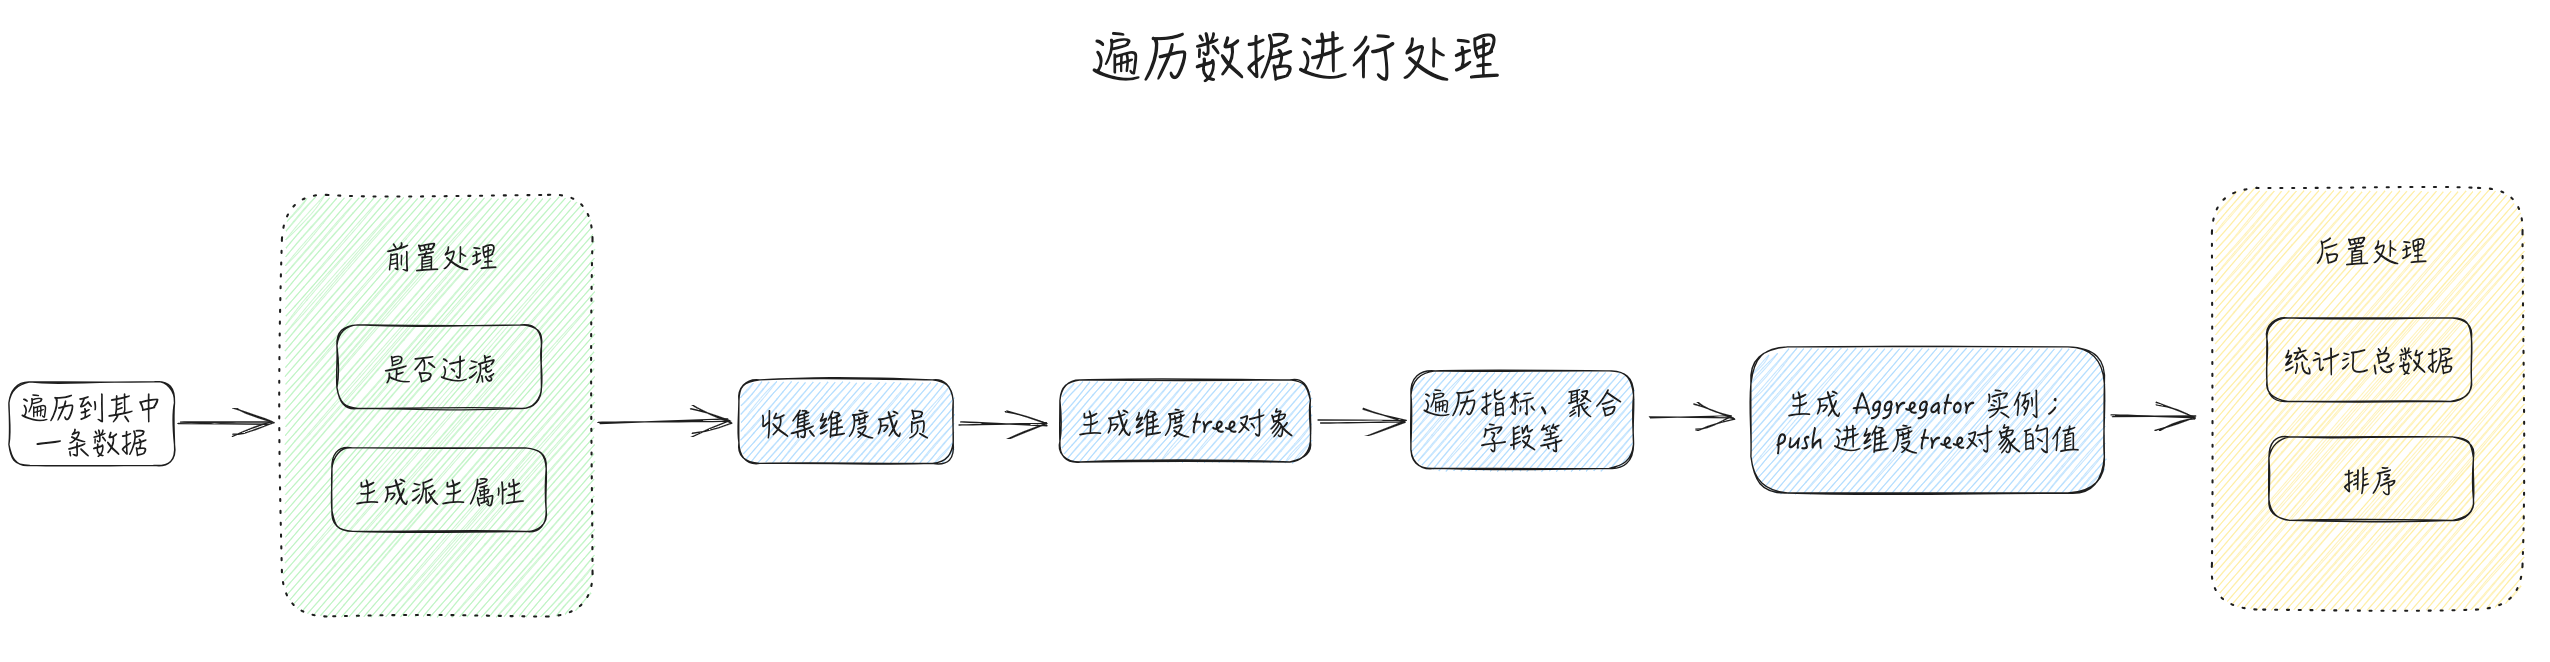 遍历数据进行处理
遍历到其中
一条数据
前置处理
是否过滤
生成派生属性
收集维度成员
生成维度tree对象
遍历指标、聚合
字段等
生成 Aggregator 实例；
push 进维度tree对象的值
后置处理
统计汇总数据
排序